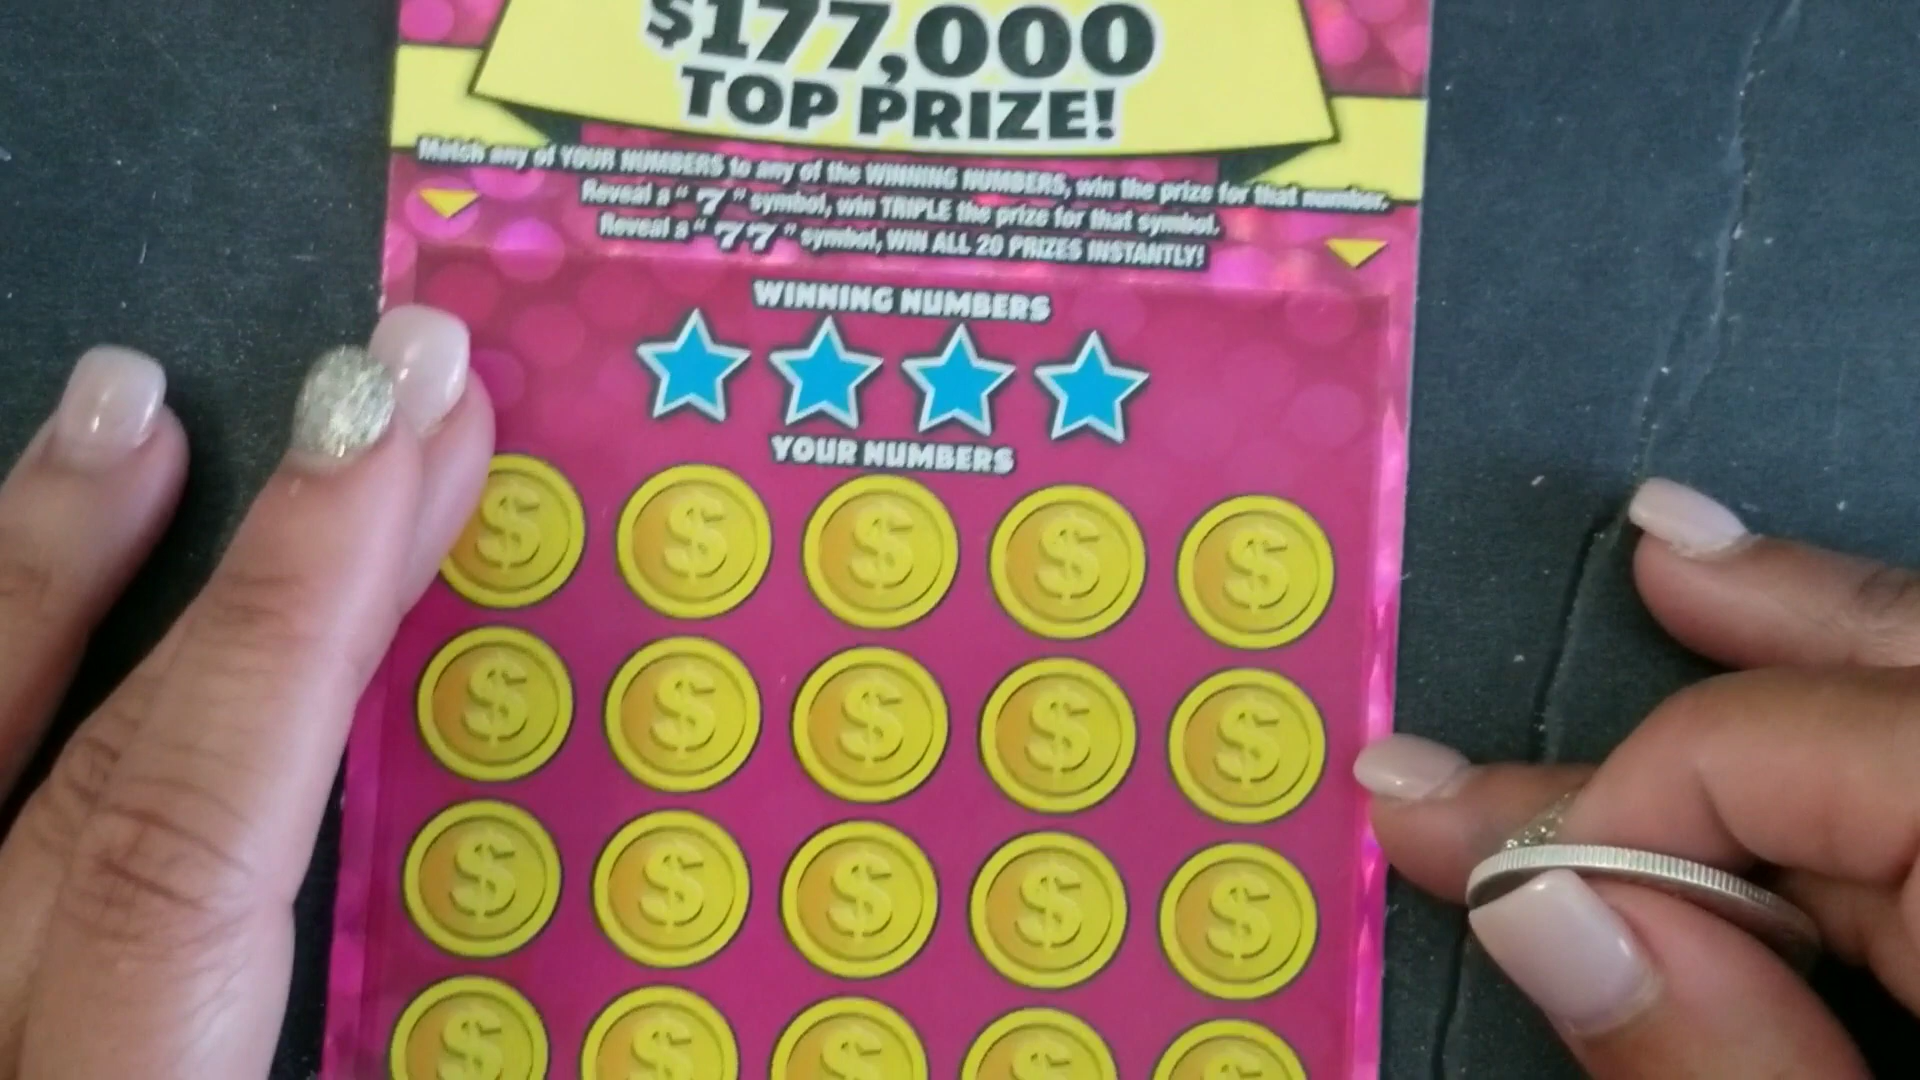 $177,000
TOP PRIZE!
Match any of YOUR NUMBERS to any of the WINNING NUMBERS, win the prize for that number.
Reveal a "7" symbol, win TRIPLE the prize for that symbol.
Reveal a "77" symbol, WIN ALL 20 PRIZES INSTANTLY!
WINNING NUMBERS
YOUR NUMBERS
$ $ $ $ $
$ $ $ $ $
$ $ $ $ $
$ $ $ $ $